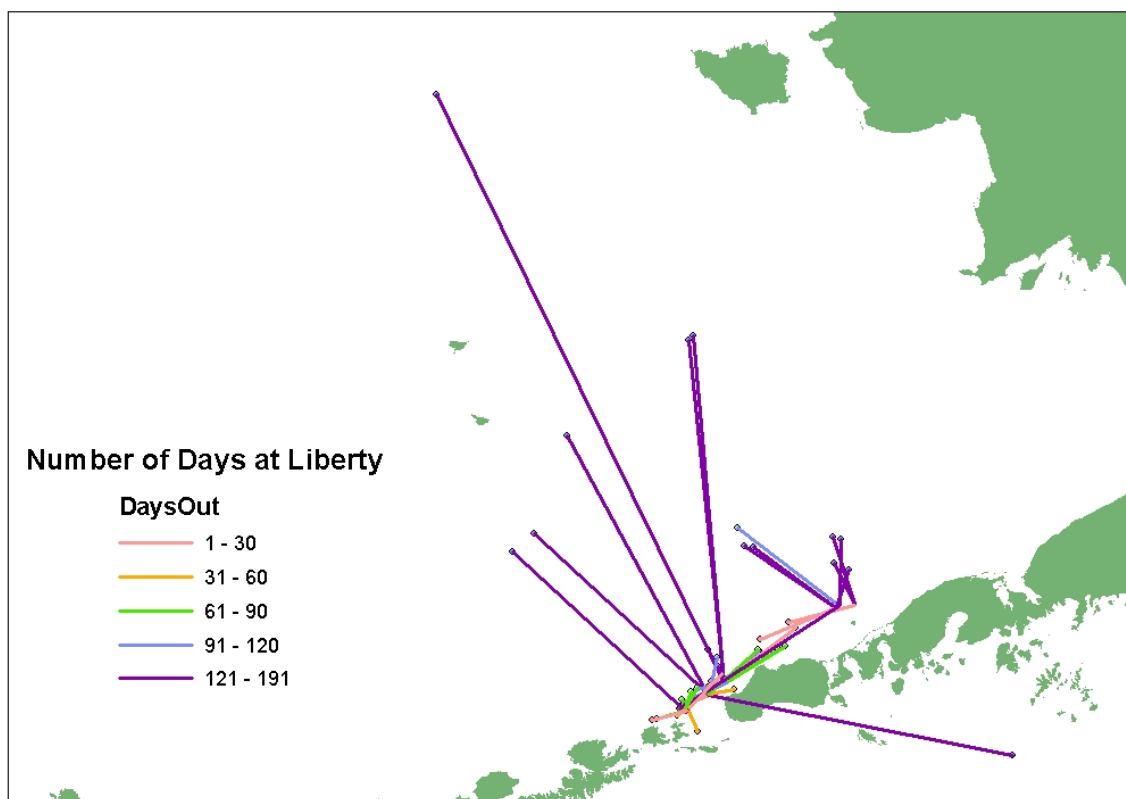 Number of Days at Liberty
DaysOut
1 - 30
31 - 60
61 - 90
91 - 120
121 - 191